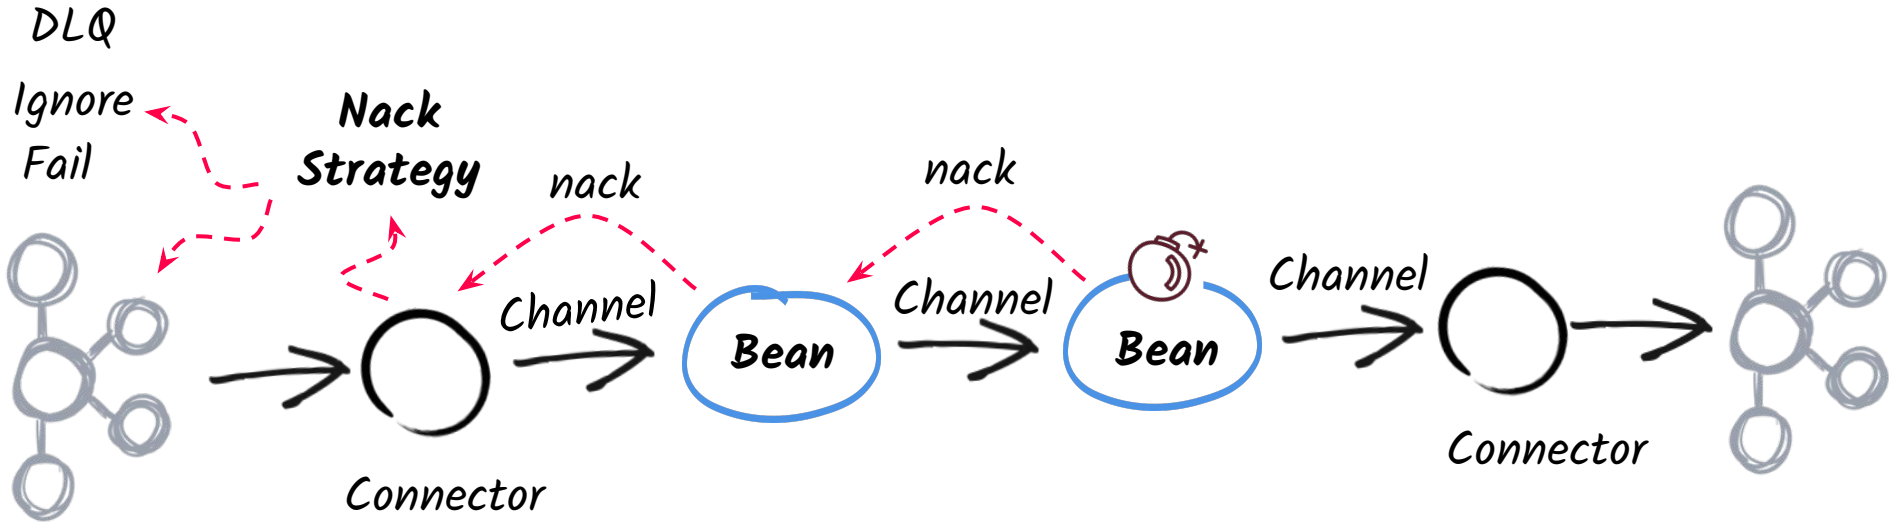 DLQ
Ignore
Fail
Nack
Strategy
nack
nack
Channel
Channel
Channel
Bean
Bean
Connector
Connector